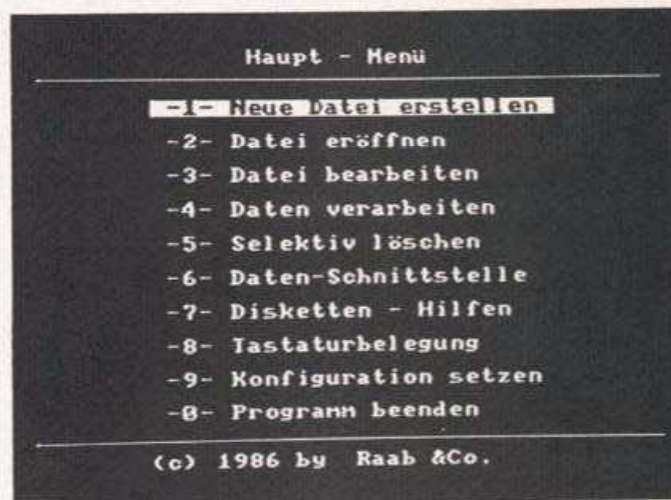 Haupt - Menü
-1- Neue Datei erstellen
-2- Datei eröffnen
-3- Datei bearbeiten
-4- Daten verarbeiten
-5- Selektiv löschen
-6- Daten-Schnittstelle
-7- Disketten - Hilfen
-8- Tastaturbelegung
-9- Konfiguration setzen
-0- Programm beenden
(c) 1986 by Raab &Co.